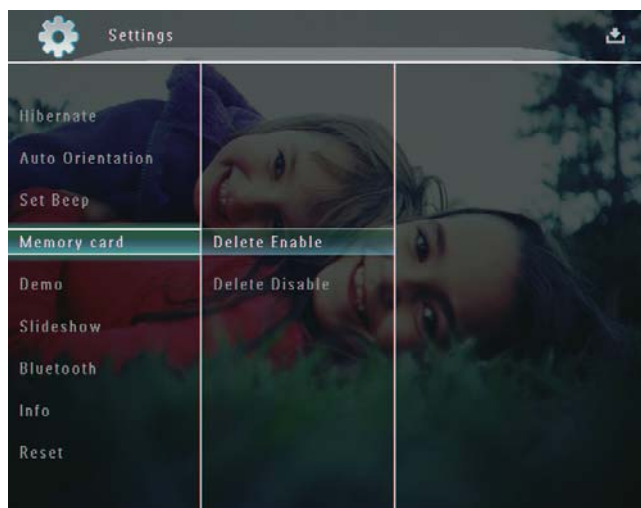 Settings
Hibernate
Auto Orientation
Set Beep
Memory card
Delete Enable
Demo
Delete Disable
Slideshow
Bluetooth
Info
Reset